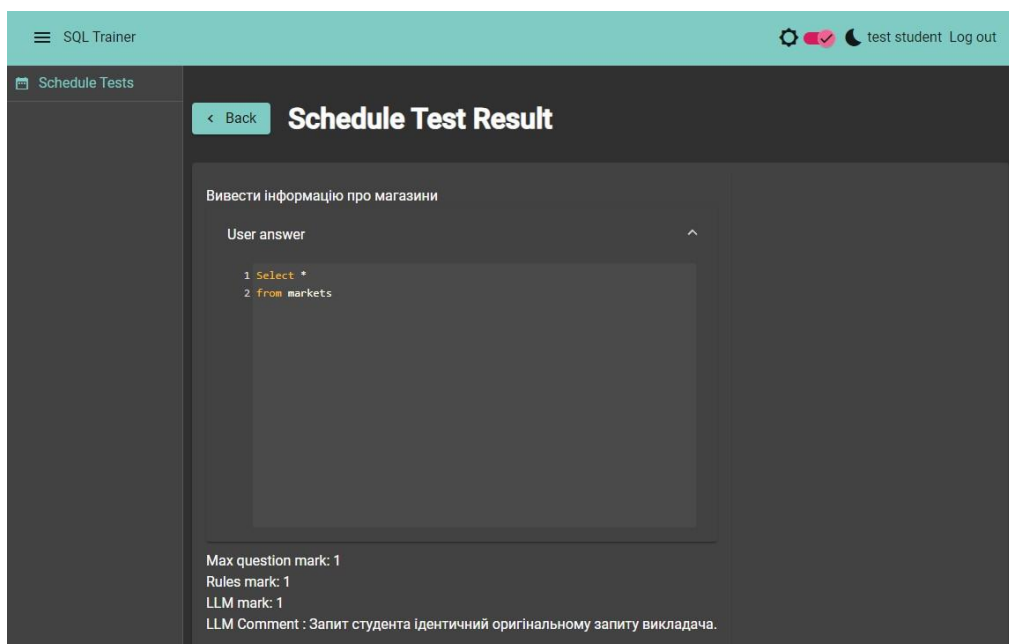 SQL Trainer
test student Log out
Schedule Tests
Back
Schedule Test Result
Вивести інформацію про магазини
User answer
1 Select *
2 from markets
Max question mark: 1
Rules mark: 1
LLM mark: 1
LLM Comment : Запит студента ідентичний оригінальному запиту викладача.